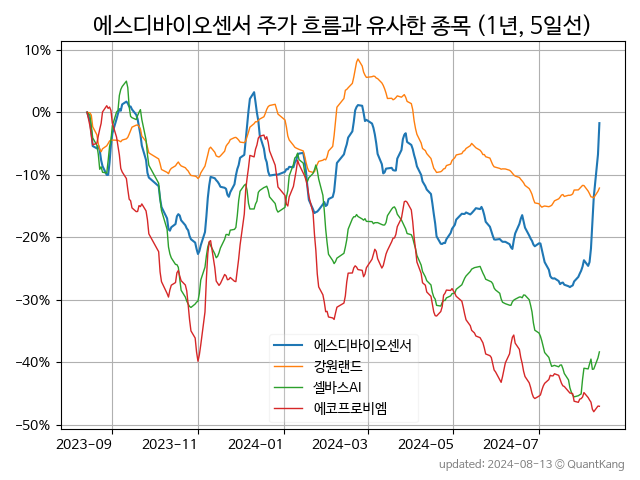 에스디바이오센서 주가 흐름과 유사한 종목 (1년, 5일선)
10%
0%
−10%
−20%
−30%
−40%
−50%
에스디바이오센서
강원랜드
셀바스AI
에코프로비엠
2023-09
2023-11
2024-01
2024-03
2024-05
2024-07
updated: 2024-08-13 © QuantKang